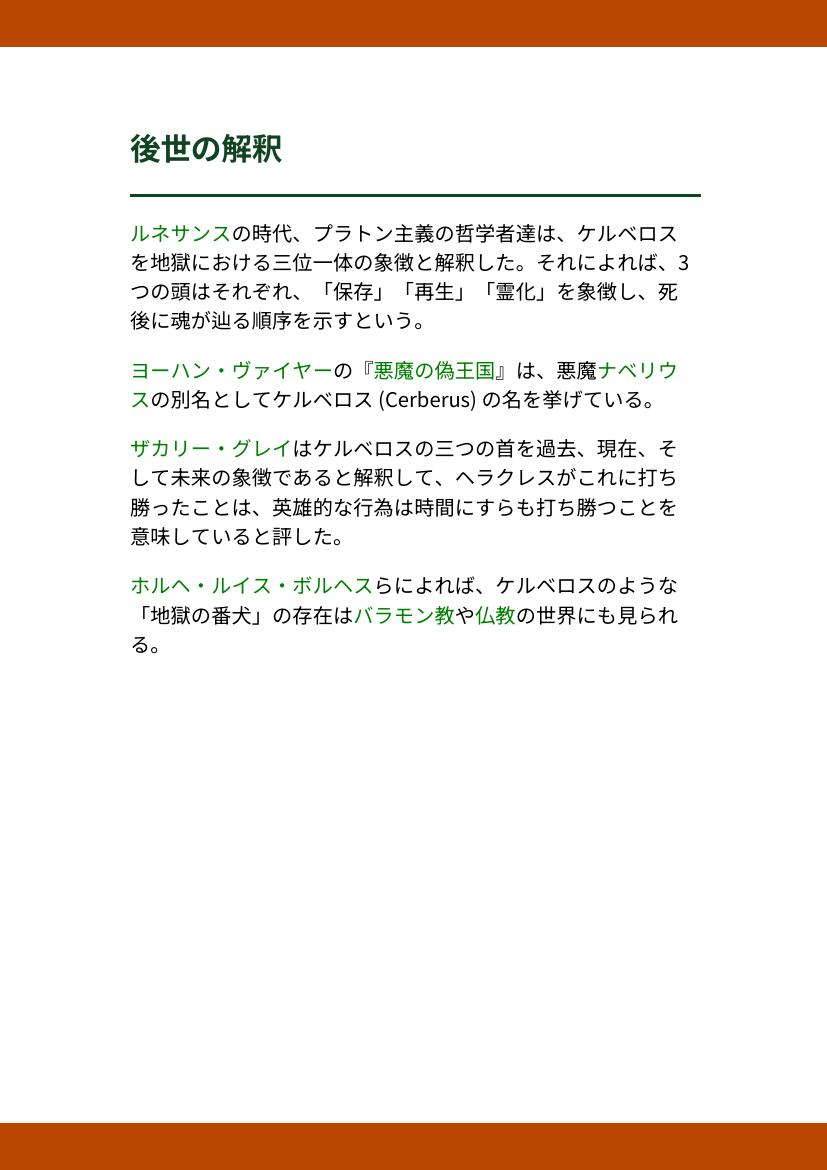 後世の解釈
ルネサンスの時代、プラトン主義の哲学者達は、ケルベロス
を地獄における三位一体の象徴と解釈した。それによれば、3
つの頭はそれぞれ、「保存」「再生」「霊化」を象徴し、死
後に魂が辿る順序を示すという。
ヨーハン・ヴァイヤーの『悪魔の偽王国』は、悪魔ナベリウ
スの別名としてケルベロス (Cerberus) の名を挙げている。
ザカリー・グレイはケルベロスの三つの首を過去、現在、そ
して未来の象徴であると解釈して、ヘラクレスがこれに打ち
勝ったことは、英雄的な行為は時間にすらも打ち勝つことを
意味していると評した。
ホルヘ・ルイス・ボルヘスらによれば、ケルベロスのような
「地獄の番犬」の存在はバラモン教や仏教の世界にも見られ
る。